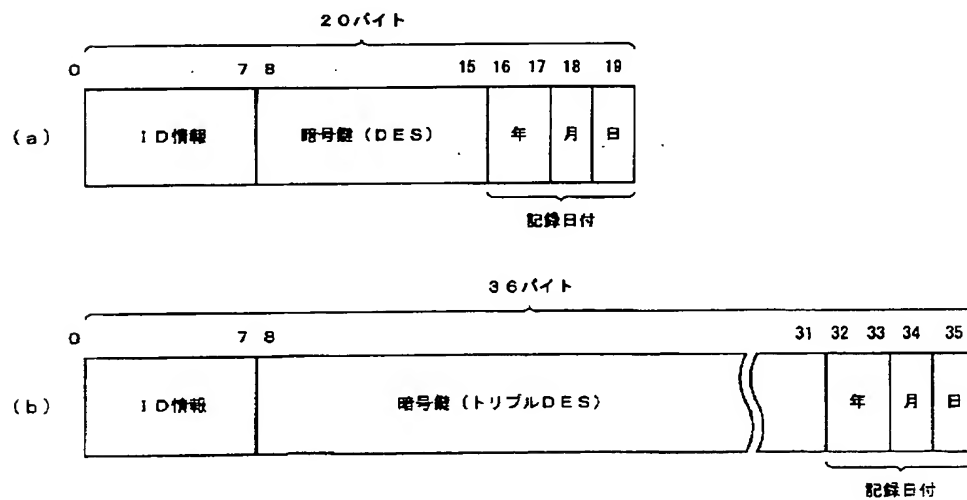 20バイト
0 7 8 15 16 17 18 19
(a) ID情報 暗号鍵(DES) 年 月 日
記録日付
36バイト
0 7 8 31 32 33 34 35
(b) ID情報 暗号鍵(トリプルDES) 年 月 日
記録日付